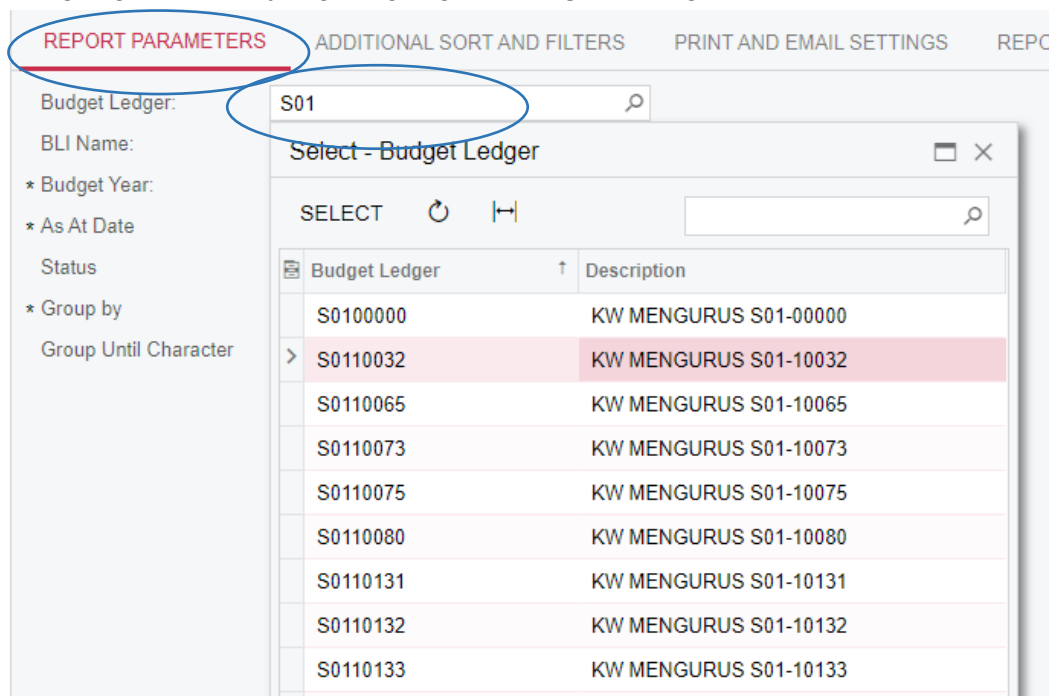 REPORT PARAMETERS ADDITIONAL SORT AND FILTERS PRINT AND EMAIL SETTINGS REPO
Budget Ledger: S01
BLI Name:
* Budget Year:
* As At Date
Status
* Group by
Group Until Character
Select - Budget Ledger
SELECT
Budget Ledger ↑ Description
S0100000 KW MENGURUS S01-00000
S0110032 KW MENGURUS S01-10032
S0110065 KW MENGURUS S01-10065
S0110073 KW MENGURUS S01-10073
S0110075 KW MENGURUS S01-10075
S0110080 KW MENGURUS S01-10080
S0110131 KW MENGURUS S01-10131
S0110132 KW MENGURUS S01-10132
S0110133 KW MENGURUS S01-10133